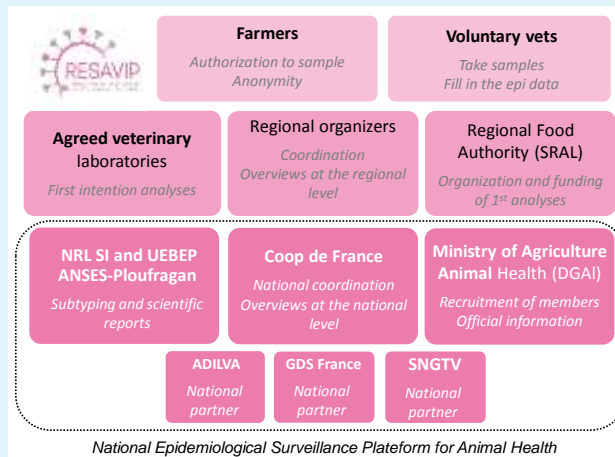 RESAVIP
Farmers
Authorization to sample
Anonymity
Voluntary vets
Take samples
Fill in the epi data
Agreed veterinary
laboratories
First intention analyses
Regional organizers
Coordination
Overviews at the regional
level
Regional Food
Authority (SRAL)
Organization and funding
of 1st analyses
NRL SI and UEBEP
ANSES-Ploufragan
Subtyping and scientific
reports
Coop de France
National coordination
Overviews at the national
level
Ministry of Agriculture
Animal Health (DGAl)
Recruitment of members
Official information
ADILVA
National
partner
GDS France
National
partner
SNGTV
National
partner
National Epidemiological Surveillance Plateform for Animal Health